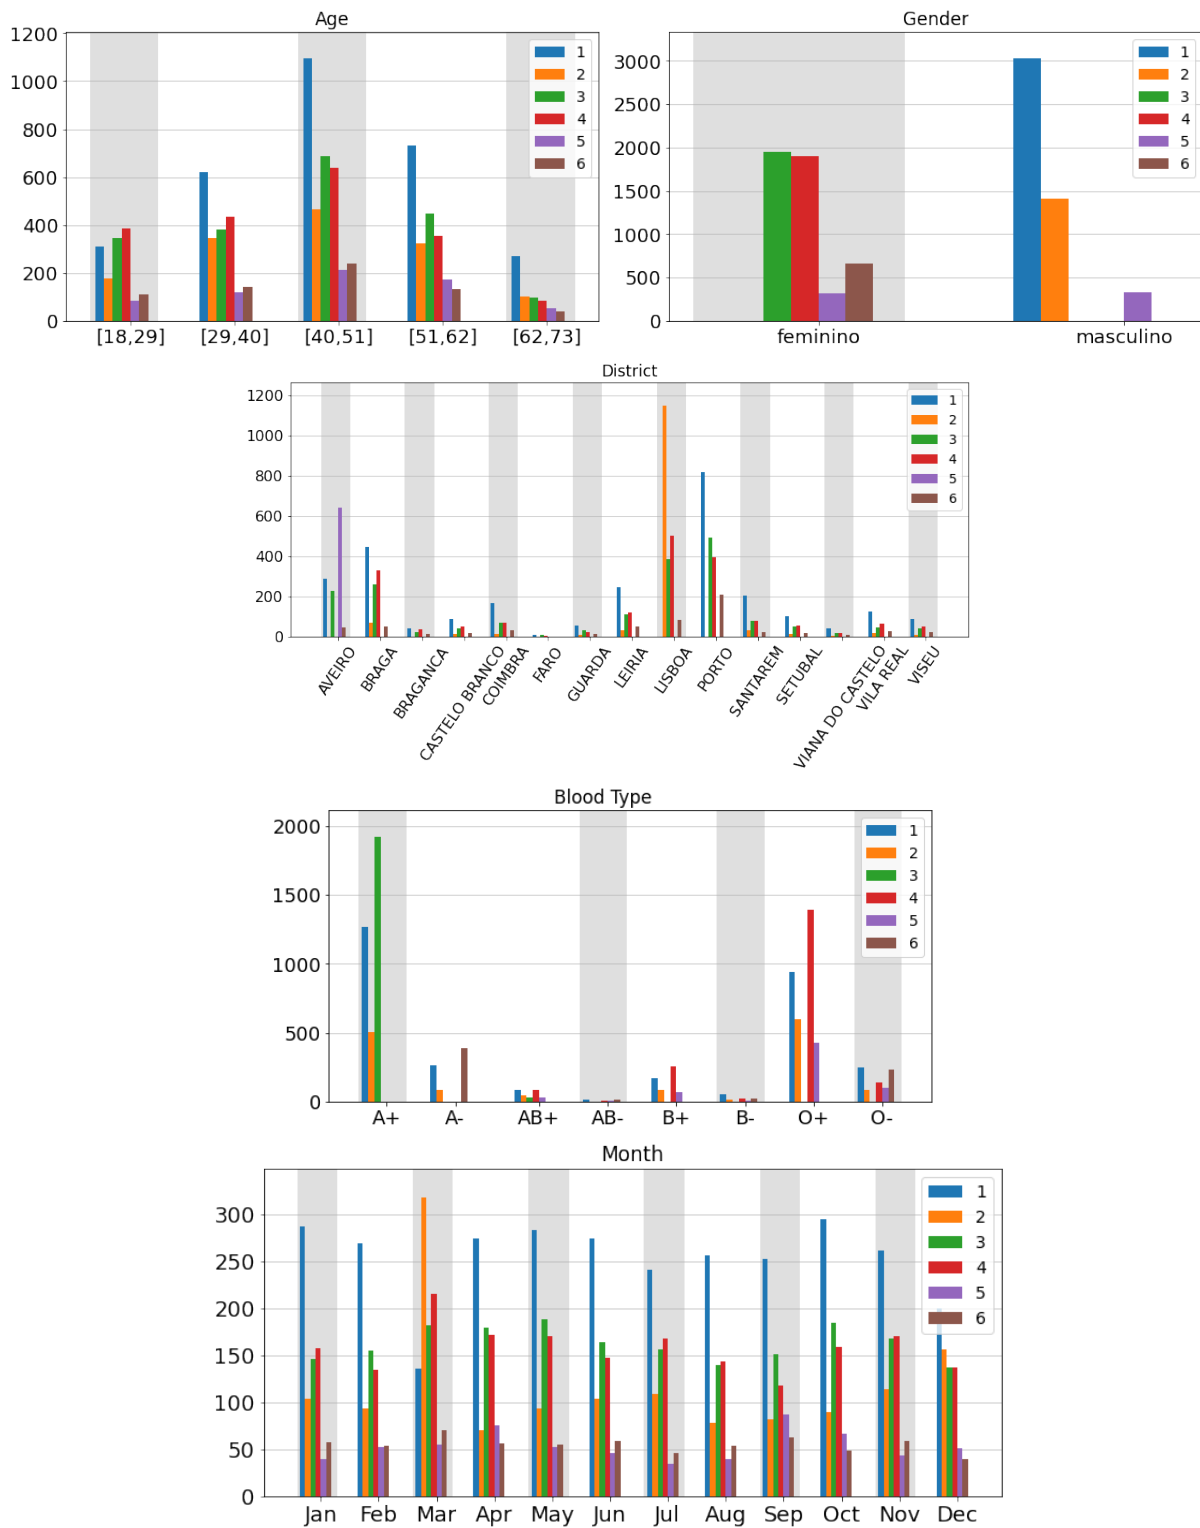 Age
1200
1000
800
600
400
200
0
1
2
3
4
5
6
[18,29]
[29,40]
[40,51]
[51,62]
[62,73]
Gender
3000
2500
2000
1500
1000
500
0
1
2
3
4
5
6
feminino
masculino
District
1200
1000
800
600
400
200
0
1
2
3
4
5
6
AVEIRO
BRAGA
BRAGANCA
CASTELO BRANCO
COIMBRA
FARO
GUARDA
LEIRIA
LISBOA
PORTO
SANTAREM
SETUBAL
VIANA DO CASTELO
VILA REAL
VISEU
Blood Type
2000
1500
1000
500
0
1
2
3
4
5
6
A+
A-
AB+
AB-
B+
B-
O+
O-
Month
300
250
200
150
100
50
0
1
2
3
4
5
6
Jan
Feb
Mar
Apr
May
Jun
Jul
Aug
Sep
Oct
Nov
Dec